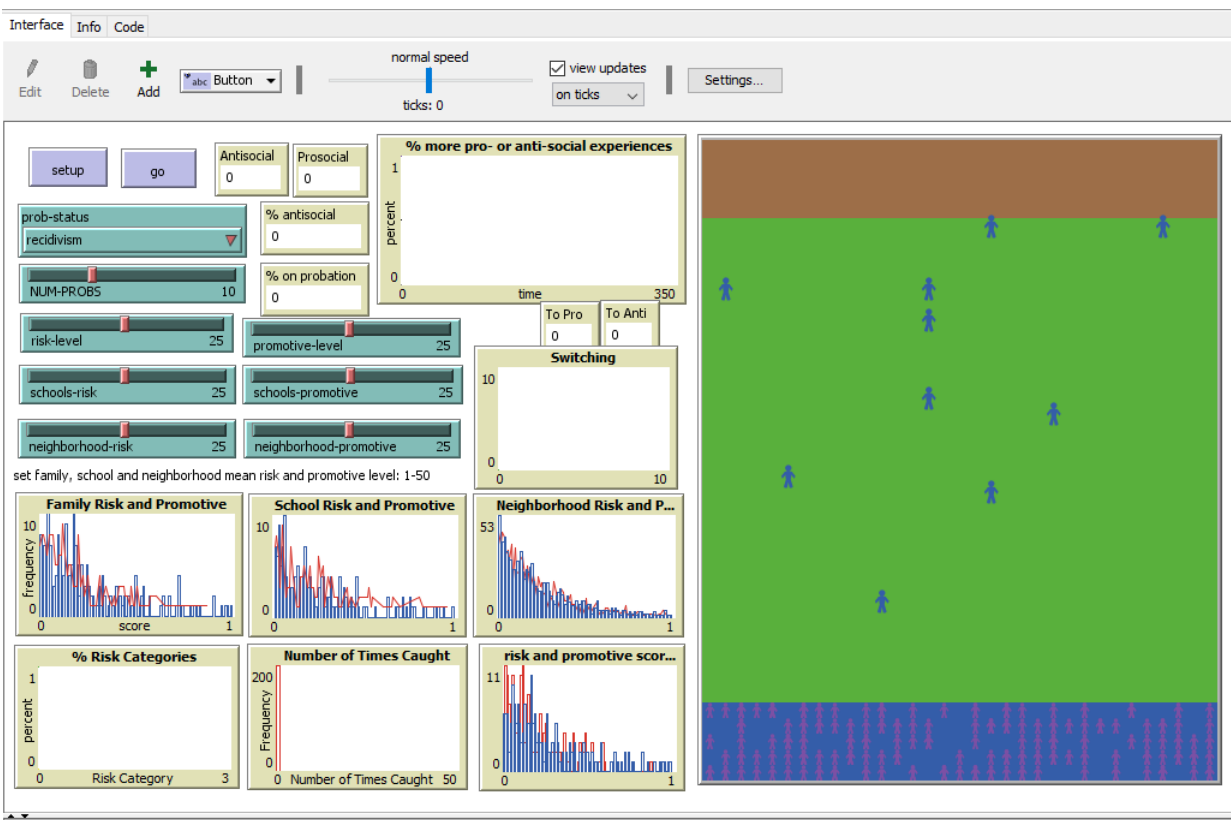 Interface Info Code
normal speed
view updates
Edit Delete Add abc Button
on ticks
Settings...
ticks: 0
setup
go
Antisocial
0
Prosocial
0
% more pro- or anti-social experiences
1
percent
0
0 time 350
prob-status
recidivism
% antisocial
0
NUM-PROBS 10
% on probation
0
To Pro
0
To Anti
0
risk-level 25
promotive-level 25
Switching
10
0
0 10
schools-risk 25
schools-promotive 25
neighborhood-risk 25
neighborhood-promotive 25
set family, school and neighborhood mean risk and promotive level: 1-50
Family Risk and Promotive
10
frequency
0
0 score 1
School Risk and Promotive
10
0
0 1
Neighborhood Risk and P...
53
0
0 1
% Risk Categories
1
percent
0
0 Risk Category 3
Number of Times Caught
200
Frequency
0
0 Number of Times Caught 50
risk and promotive scor...
11
0
0 1